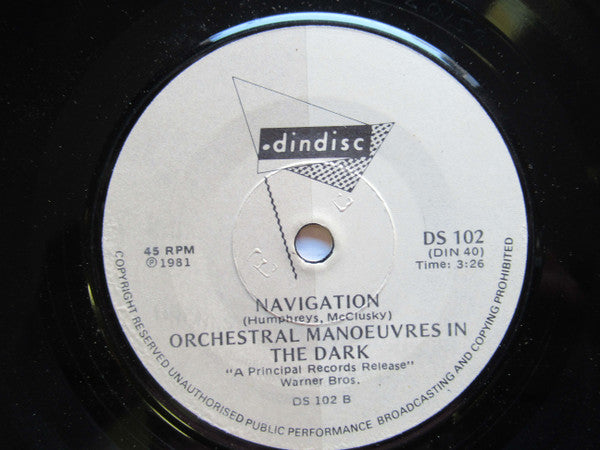 .dindisc
45 RPM
℗1981
DS 102
(DIN 40)
Time: 3:26
NAVIGATION
(Humphreys, McClusky)
ORCHESTRAL MANOEUVRES IN
THE DARK
"A Principal Records Release"
Warner Bros.
DS 102 B
COPYRIGHT RESERVED UNAUTHORISED PUBLIC PERFORMANCE BROADCASTING AND COPYING PROHIBITED